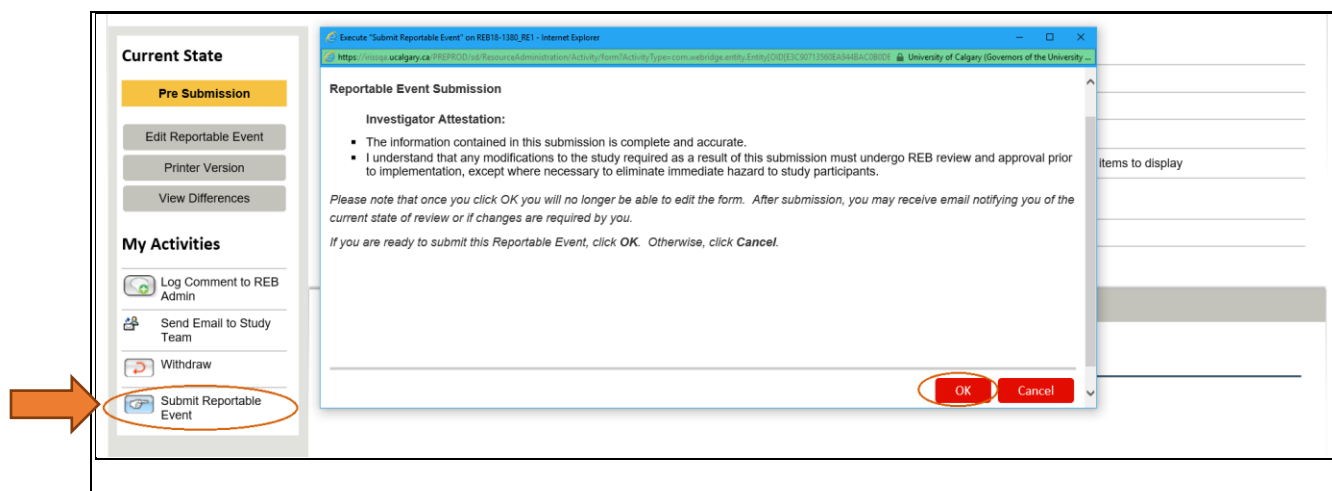 Current State
Pre Submission
Edit Reportable Event
Printer Version
View Differences
My Activities
Log Comment to REB
Admin
Send Email to Study
Team
Withdraw
Submit Reportable
Event
Execute "Submit Reportable Event" on REB18-1380_RE1 - Internet Explorer
University of Calgary [Governors of the University ...
Reportable Event Submission
Investigator Attestation:
▪ The information contained in this submission is complete and accurate.
▪ I understand that any modifications to the study required as a result of this submission must undergo REB review and approval prior
to implementation, except where necessary to eliminate immediate hazard to study participants.
Please note that once you click OK you will no longer be able to edit the form. After submission, you may receive email notifying you of the
current state of review or if changes are required by you.
If you are ready to submit this Reportable Event, click OK. Otherwise, click Cancel.
OK Cancel
items to display